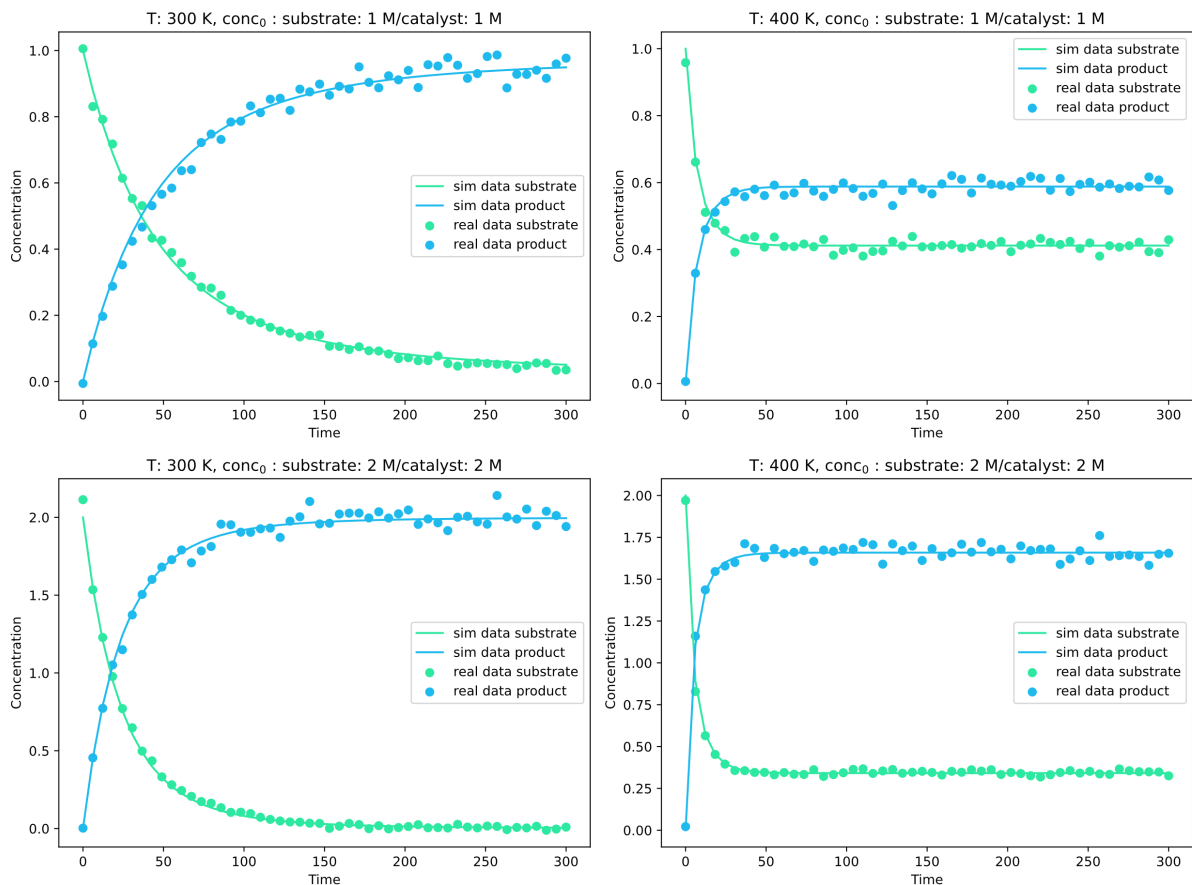 T: 300 K, conc₀ : substrate: 1 M/catalyst: 1 M
1.0
0.8
0.6
0.4
0.2
0.0
Concentration
sim data substrate
sim data product
real data substrate
real data product
0 50 100 150 200 250 300
Time
T: 400 K, conc₀ : substrate: 1 M/catalyst: 1 M
1.0
0.8
0.6
0.4
0.2
0.0
Concentration
sim data substrate
sim data product
real data substrate
real data product
0 50 100 150 200 250 300
Time
T: 300 K, conc₀ : substrate: 2 M/catalyst: 2 M
2.0
1.5
1.0
0.5
0.0
Concentration
sim data substrate
sim data product
real data substrate
real data product
0 50 100 150 200 250 300
Time
T: 400 K, conc₀ : substrate: 2 M/catalyst: 2 M
2.00
1.75
1.50
1.25
1.00
0.75
0.50
0.25
0.00
Concentration
sim data substrate
sim data product
real data substrate
real data product
0 50 100 150 200 250 300
Time